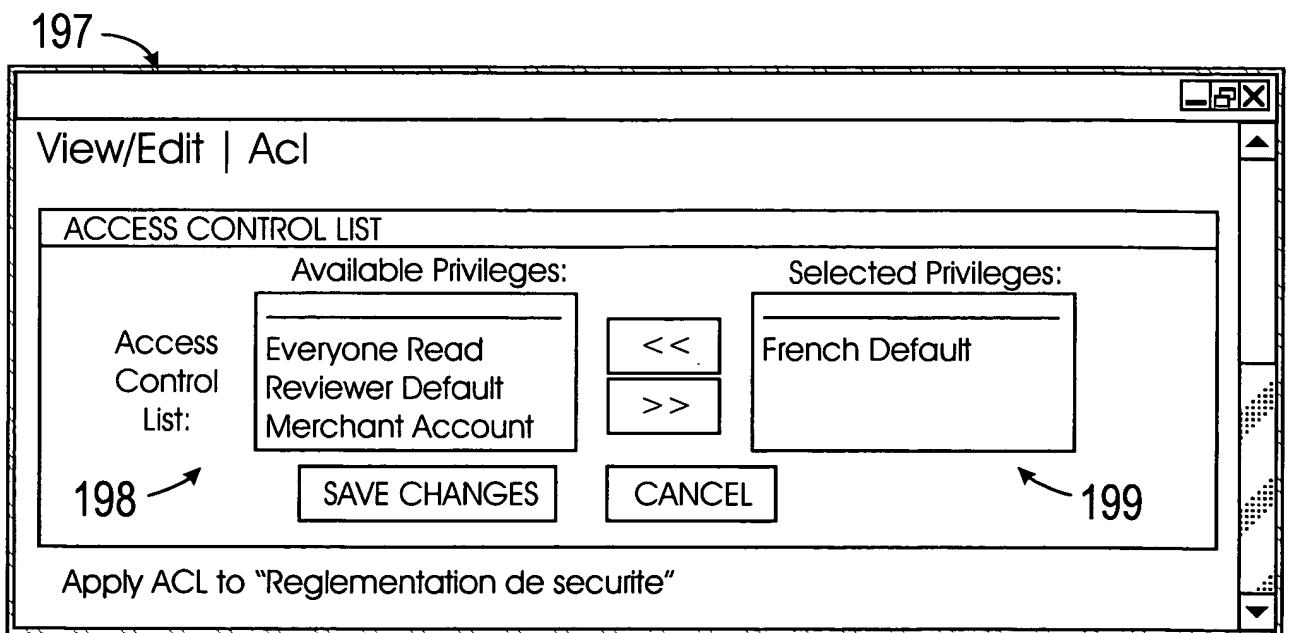 197
View/Edit | Acl
ACCESS CONTROL LIST
Available Privileges:
Selected Privileges:
Access
Control
List:
Everyone Read
Reviewer Default
Merchant Account
<<
>>
French Default
198
SAVE CHANGES
CANCEL
199
Apply ACL to “Reglementation de securite”